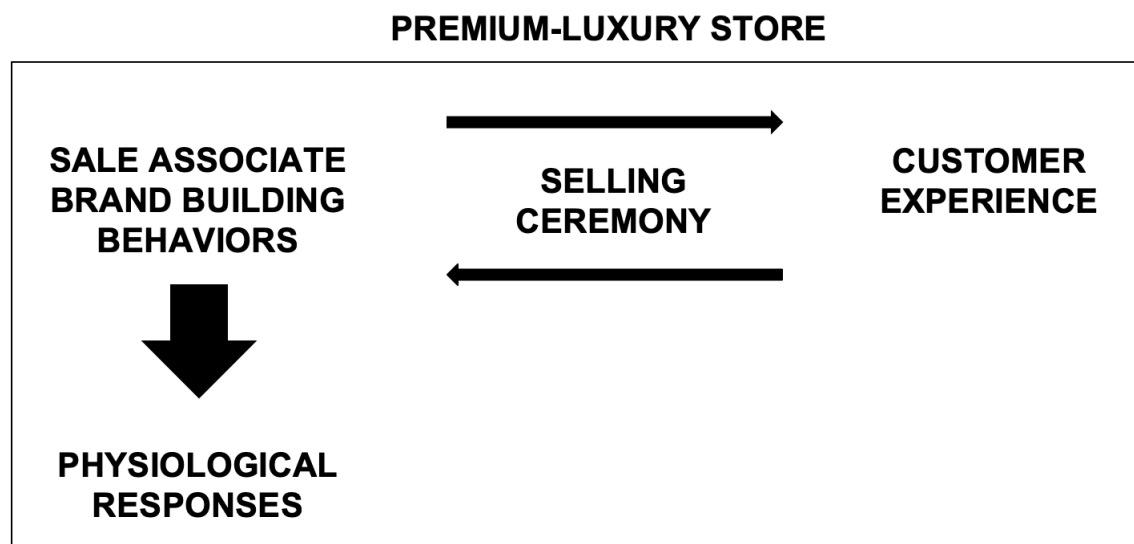 PREMIUM-LUXURY STORE
SALE ASSOCIATE
BRAND BUILDING
BEHAVIORS
SELLING
CEREMONY
CUSTOMER
EXPERIENCE
PHYSIOLOGICAL
RESPONSES